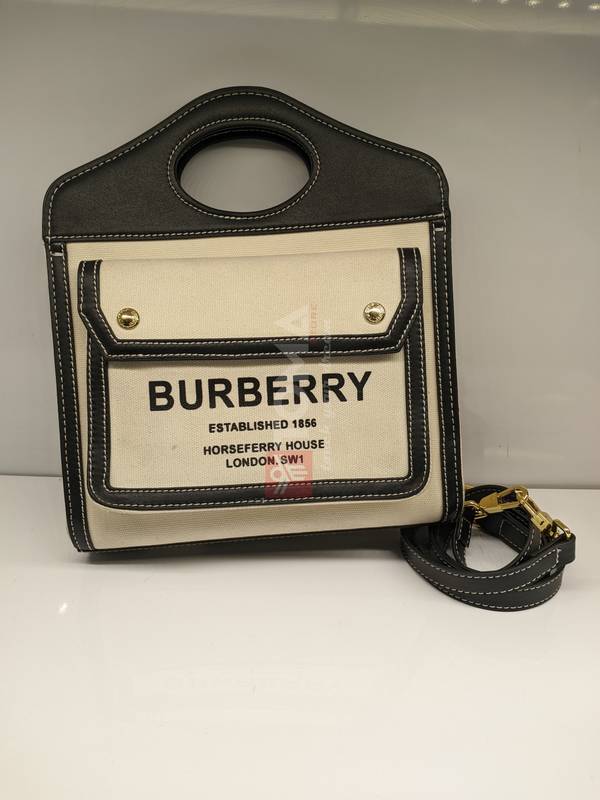 BURBERRY
ESTABLISHED 1856
HORSEFERRY HOUSE
LONDON, SW1